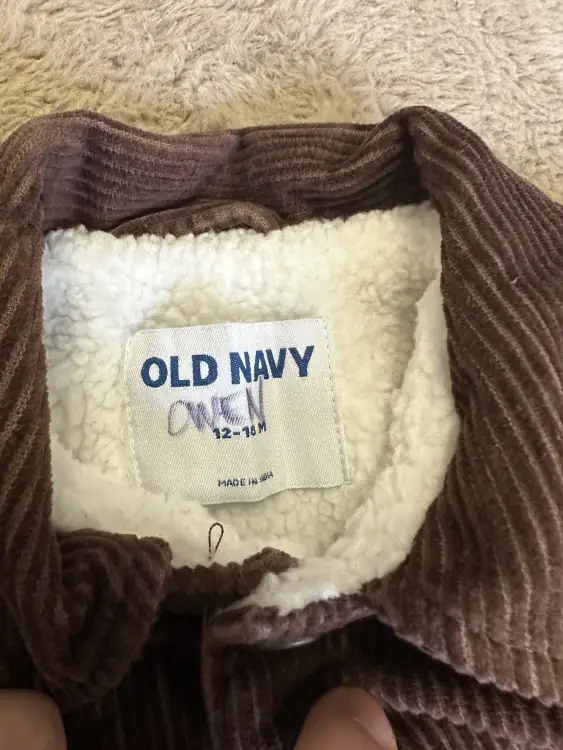 OLD NAVY
OWEN
12-18 M
MADE IN INDIA